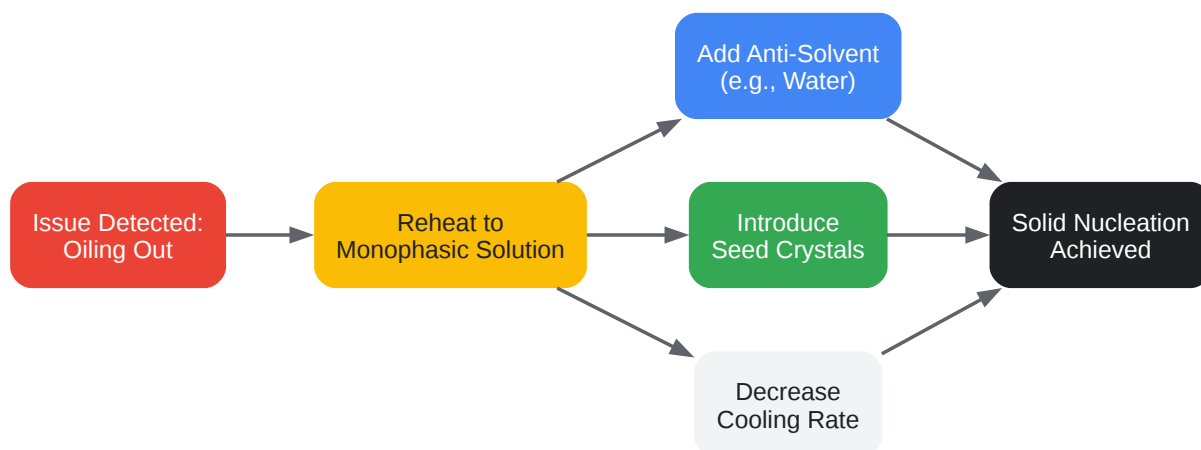 Issue Detected:
Oiling Out
Reheat to
Monophasic Solution
Add Anti-Solvent
(e.g., Water)
Introduce
Seed Crystals
Decrease
Cooling Rate
Solid Nucleation
Achieved